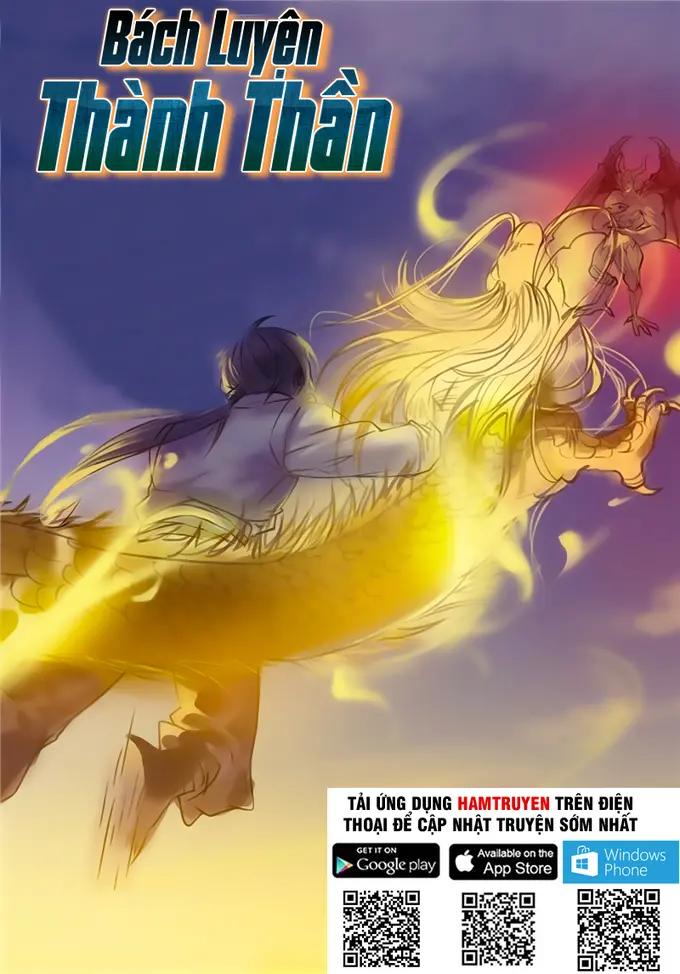 Bách Luyện
Thành Thần
TẢI ỨNG DỤNG HAMTRUYEN TRÊN ĐIỆN
THOẠI ĐỂ CẬP NHẬT TRUYỆN SỚM NHẤT
GET IT ON
Google play
Available on the
App Store
Windows
Phone